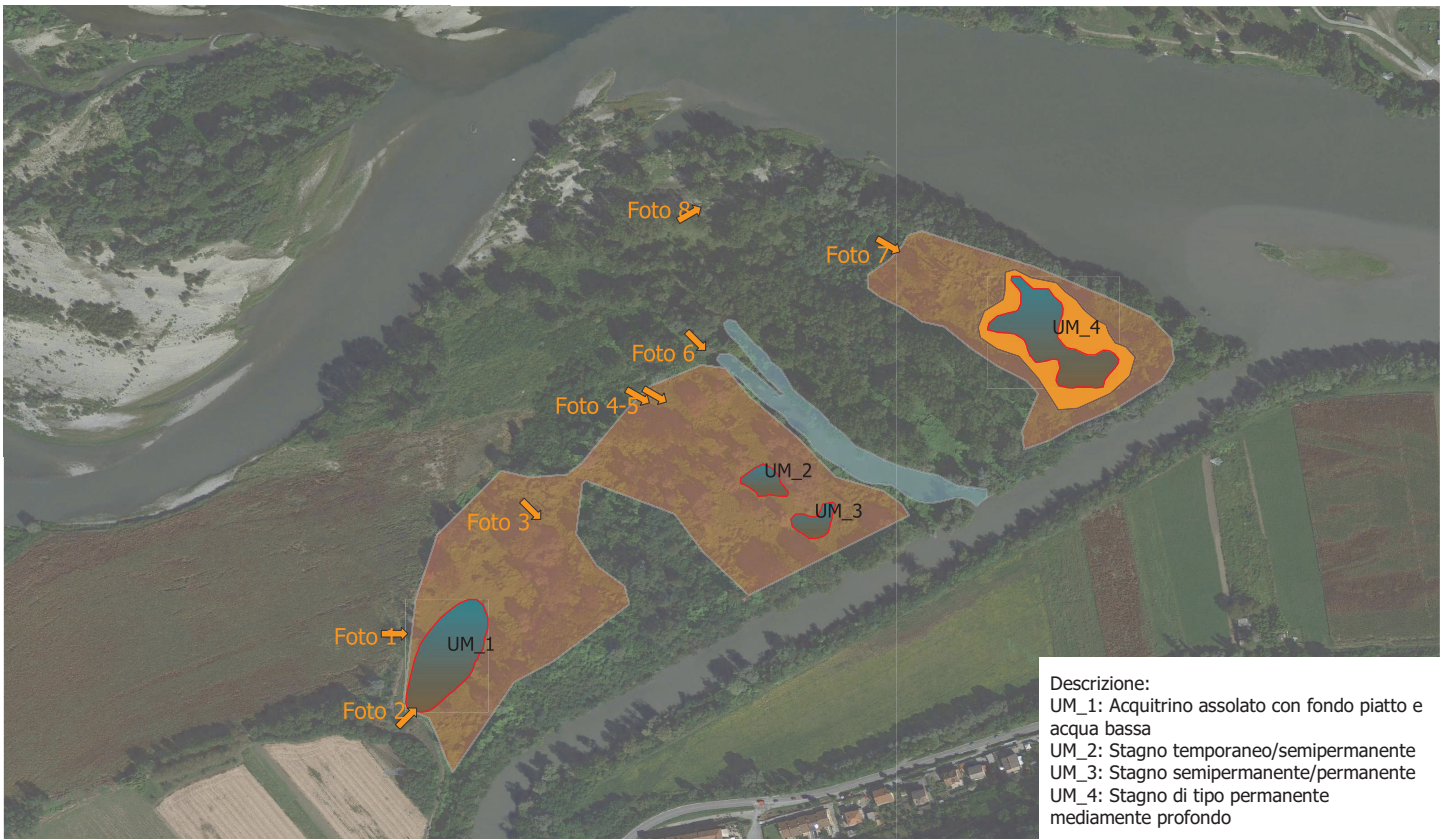 Foto 8
Foto 7
UM_4
Foto 6
Foto 4-5
UM_2
UM_3
Foto 3
Foto 1
UM_1
Foto 2
Descrizione:
UM_1: Acquitrino assolato con fondo piatto e
acqua bassa
UM_2: Stagno temporaneo/semipermanente
UM_3: Stagno semipermanente/permanente
UM_4: Stagno di tipo permanente
mediamente profondo